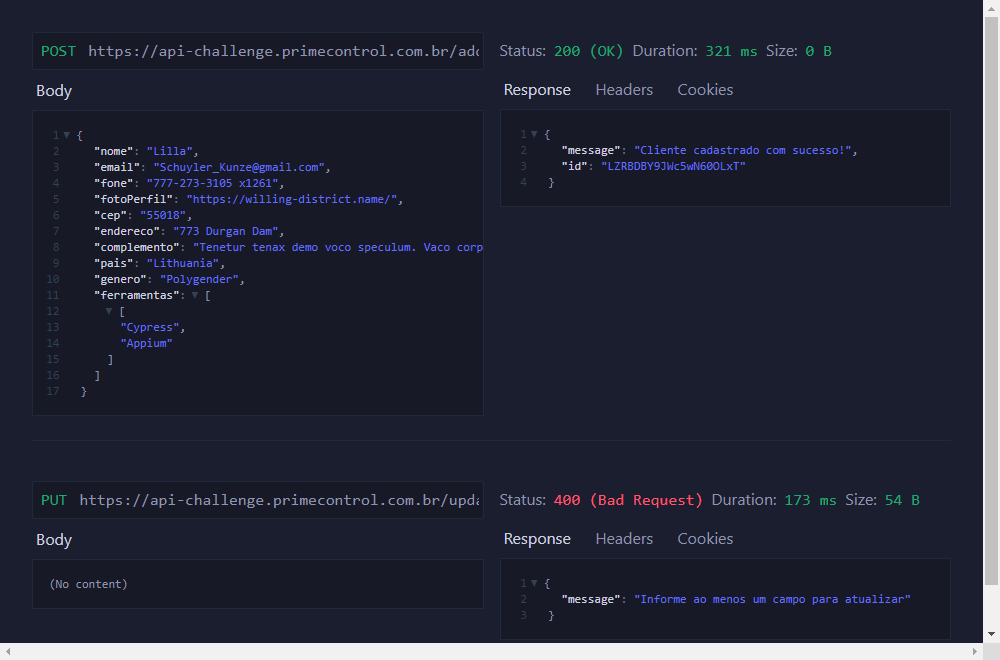 POST https://api-challenge.primecontrol.com.br/add
Status: 200 (OK) Duration: 321 ms Size: 0 B
Body
Response Headers Cookies
1 {
2 "nome": "Lilla",
3 "email": "Schuyler_Kunze@gmail.com",
4 "fone": "777-273-3105 x1261",
5 "fotoPerfil": "https://willing-district.name/",
6 "cep": "55018",
7 "endereco": "773 Durgan Dam",
8 "complemento": "Tenetur tenax demo voco speculum. Vaco corp
9 "pais": "Lithuania",
10 "genero": "Polygender",
11 "ferramentas": [
12 [
13 "Cypress",
14 "Appium"
15 ]
16 ]
17 }
1 {
2 "message": "Cliente cadastrado com sucesso!",
3 "id": "LZRBDBY9JWc5wN60OLxT"
4 }
PUT https://api-challenge.primecontrol.com.br/upda
Status: 400 (Bad Request) Duration: 173 ms Size: 54 B
Body
Response Headers Cookies
(No content)
1 {
2 "message": "Informe ao menos um campo para atualizar"
3 }